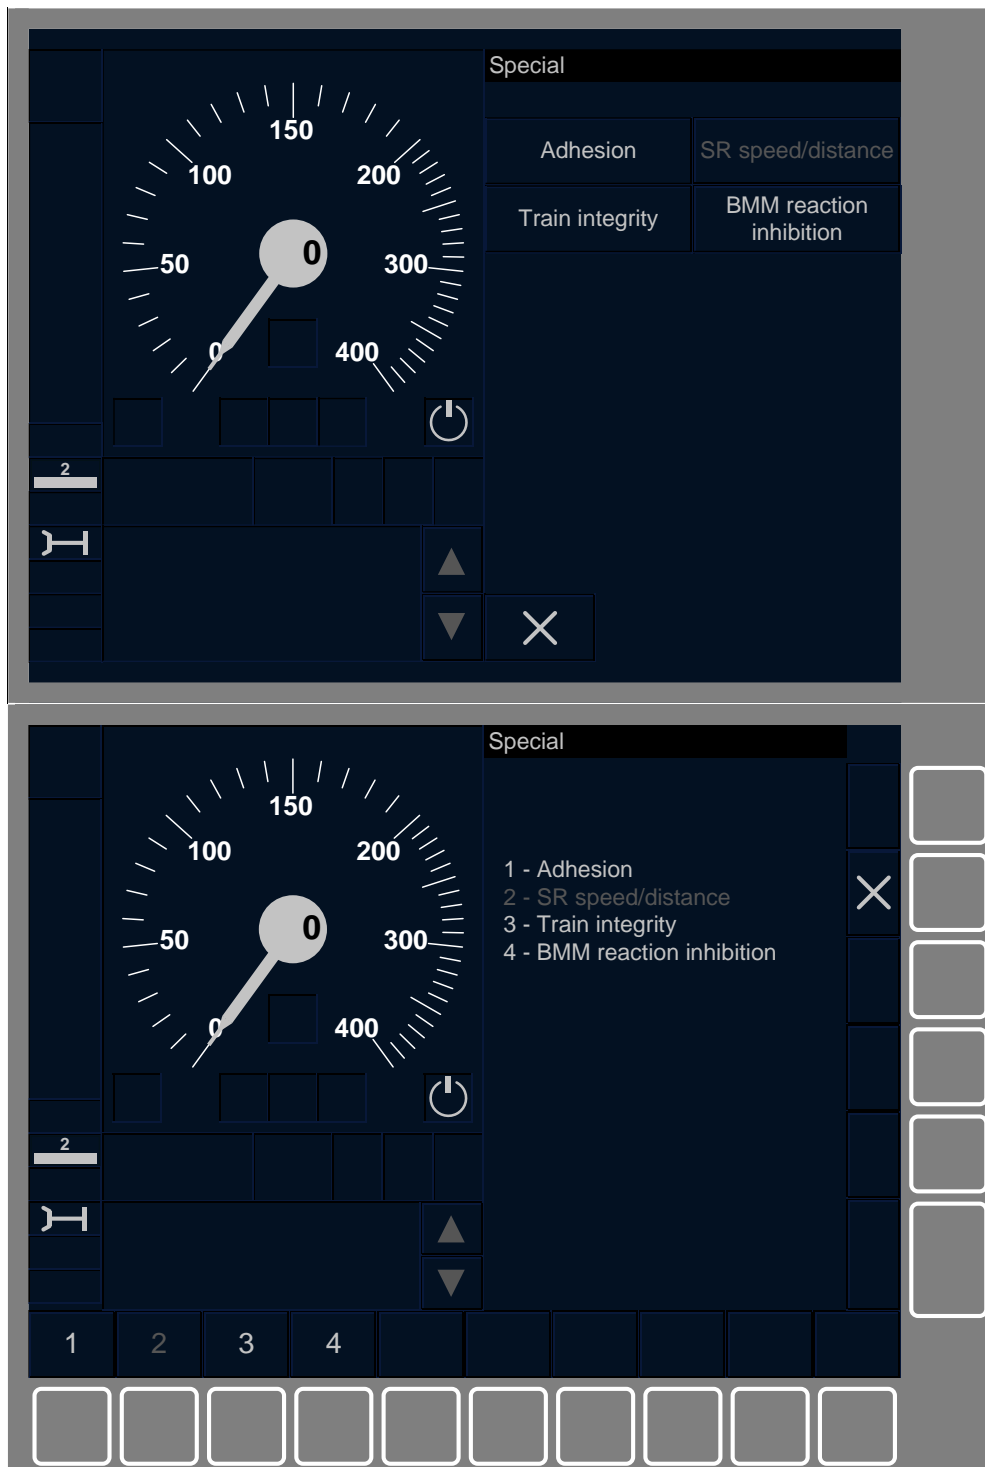 Special
150
100
200
Adhesion
SR speed/distance
Train integrity
BMM reaction
inhibition
50
0
300
0
400
2
Special
150
100
200
1 - Adhesion
2 - SR speed/distance
3 - Train integrity
4 - BMM reaction inhibition
50
0
300
0
400
2
1
2
3
4